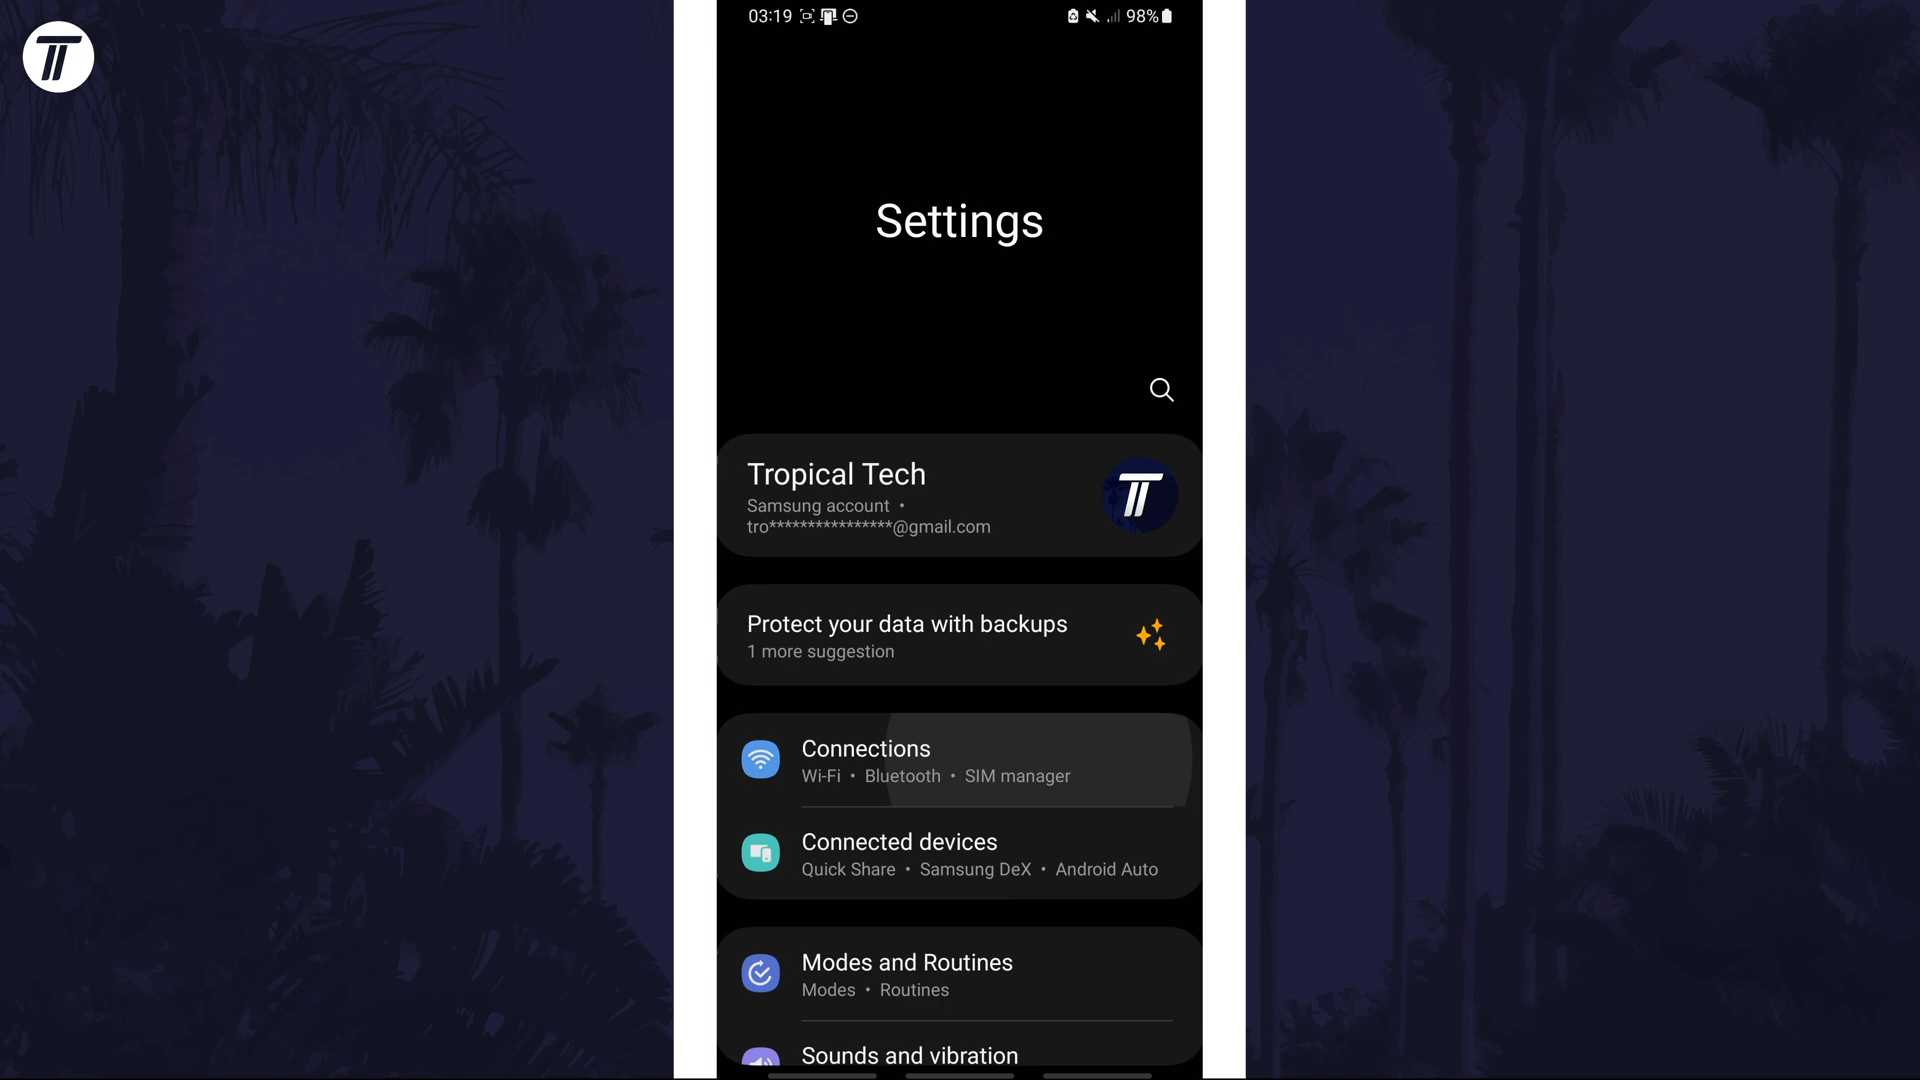 03:19 98%
Settings
Tropical Tech
Samsung account •
tro****************@gmail.com
Protect your data with backups
1 more suggestion
Connections
Wi-Fi • Bluetooth • SIM manager
Connected devices
Quick Share • Samsung DeX • Android Auto
Modes and Routines
Modes • Routines
Sounds and vibration